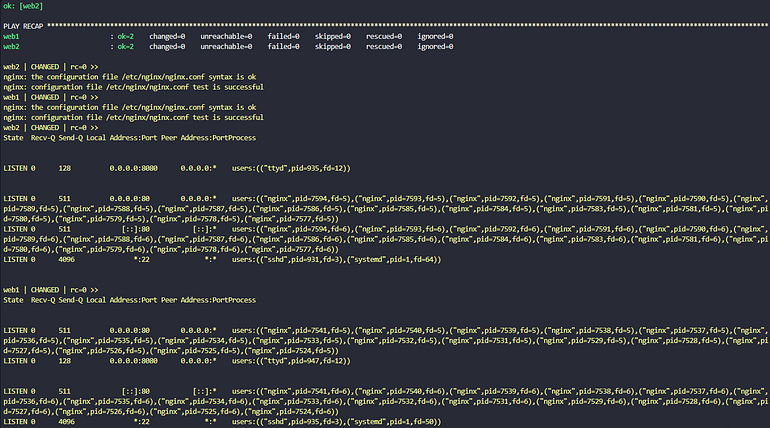 ok: [web2]
PLAY RECAP *********************************************************************************************************
web1 : ok=2 changed=0 unreachable=0 failed=0 skipped=0 rescued=0 ignored=0
web2 : ok=2 changed=0 unreachable=0 failed=0 skipped=0 rescued=0 ignored=0
web2 | CHANGED | rc=0 >>
nginx: the configuration file /etc/nginx/nginx.conf syntax is ok
nginx: configuration file /etc/nginx/nginx.conf test is successful
web1 | CHANGED | rc=0 >>
nginx: the configuration file /etc/nginx/nginx.conf syntax is ok
nginx: configuration file /etc/nginx/nginx.conf test is successful
web2 | CHANGED | rc=0 >>
State Recv-Q Send-Q Local Address:Port Peer Address:PortProcess
LISTEN 0 128 0.0.0.0:8080 0.0.0.0:* users:(("ttyd",pid=935,fd=12))
LISTEN 0 511 0.0.0.0:80 0.0.0.0:* users:(("nginx",pid=7594,fd=5),("nginx",pid=7593,fd=5),("nginx",pid=7592,fd=5),("nginx",pid=7591,fd=5),("nginx",pid=7590,fd=5),("nginx",
pid=7589,fd=5),("nginx",pid=7588,fd=5),("nginx",pid=7587,fd=5),("nginx",pid=7586,fd=5),("nginx",pid=7585,fd=5),("nginx",pid=7584,fd=5),("nginx",pid=7583,fd=5),("nginx",pid=7581,fd=5),("nginx",pi
d=7580,fd=5),("nginx",pid=7579,fd=5),("nginx",pid=7578,fd=5),("nginx",pid=7577,fd=5))
LISTEN 0 511 [::]:80 [::]:* users:(("nginx",pid=7594,fd=6),("nginx",pid=7593,fd=6),("nginx",pid=7592,fd=6),("nginx",pid=7591,fd=6),("nginx",pid=7590,fd=6),("nginx",
pid=7589,fd=6),("nginx",pid=7588,fd=6),("nginx",pid=7587,fd=6),("nginx",pid=7586,fd=6),("nginx",pid=7585,fd=6),("nginx",pid=7584,fd=6),("nginx",pid=7583,fd=6),("nginx",pid=7581,fd=6),("nginx",pi
d=7580,fd=6),("nginx",pid=7579,fd=6),("nginx",pid=7578,fd=6),("nginx",pid=7577,fd=6))
LISTEN 0 4096 *:22 *:* users:(("sshd",pid=931,fd=3),("systemd",pid=1,fd=64))
web1 | CHANGED | rc=0 >>
State Recv-Q Send-Q Local Address:Port Peer Address:PortProcess
LISTEN 0 511 0.0.0.0:80 0.0.0.0:* users:(("nginx",pid=7541,fd=5),("nginx",pid=7540,fd=5),("nginx",pid=7539,fd=5),("nginx",pid=7538,fd=5),("nginx",pid=7537,fd=5),("nginx",
pid=7536,fd=5),("nginx",pid=7535,fd=5),("nginx",pid=7534,fd=5),("nginx",pid=7533,fd=5),("nginx",pid=7532,fd=5),("nginx",pid=7531,fd=5),("nginx",pid=7529,fd=5),("nginx",pid=7528,fd=5),("nginx",pi
d=7527,fd=5),("nginx",pid=7526,fd=5),("nginx",pid=7525,fd=5),("nginx",pid=7524,fd=5))
LISTEN 0 128 0.0.0.0:8080 0.0.0.0:* users:(("ttyd",pid=947,fd=12))
LISTEN 0 511 [::]:80 [::]:* users:(("nginx",pid=7541,fd=6),("nginx",pid=7540,fd=6),("nginx",pid=7539,fd=6),("nginx",pid=7538,fd=6),("nginx",pid=7537,fd=6),("nginx",
pid=7536,fd=6),("nginx",pid=7535,fd=6),("nginx",pid=7534,fd=6),("nginx",pid=7533,fd=6),("nginx",pid=7532,fd=6),("nginx",pid=7531,fd=6),("nginx",pid=7529,fd=6),("nginx",pid=7528,fd=6),("nginx",pi
d=7527,fd=6),("nginx",pid=7526,fd=6),("nginx",pid=7525,fd=6),("nginx",pid=7524,fd=6))
LISTEN 0 4096 *:22 *:* users:(("sshd",pid=935,fd=3),("systemd",pid=1,fd=50))